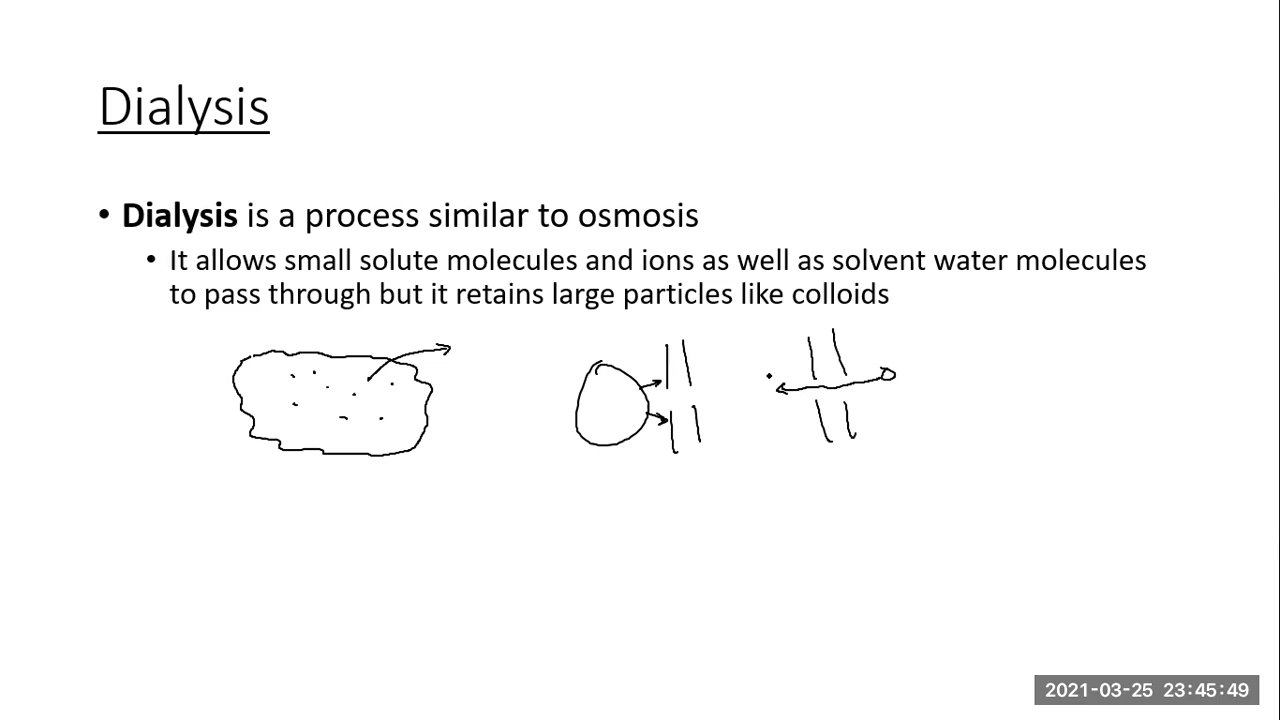 Dialysis
• Dialysis is a process similar to osmosis
• It allows small solute molecules and ions as well as solvent water molecules
to pass through but it retains large particles like colloids
2021-03-25 23:45:49